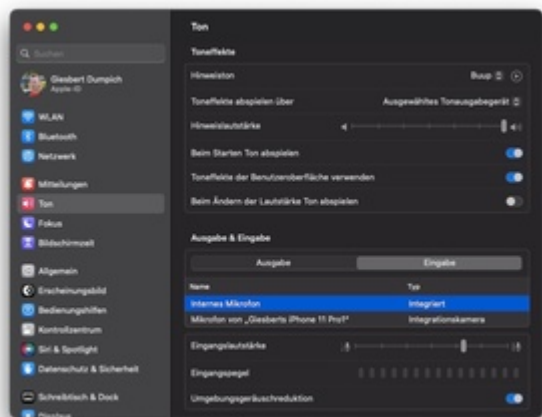 Ton
Suchen
Giesbert Dumpich
Apple-ID
WLAN
Bluetooth
Netzwerk
Mitteilungen
Ton
Fokus
Bildschirmzeit
Allgemein
Erscheinungsbild
Bedienungshilfen
Kontrollzentrum
Siri & Spotlight
Datenschutz & Sicherheit
Schreibtisch & Dock
Displays
Toneffekte
Hinweiston Buup
Toneffekte abspielen über Ausgewähltes Tonausgabegerät
Hinweislautstärke
Beim Starten Ton abspielen
Toneffekte der Benutzeroberfläche verwenden
Beim Ändern der Lautstärke Ton abspielen
Ausgabe & Eingabe
Ausgabe Eingabe
Name Typ
Internes Mikrofon Integriert
Mikrofon von „Giesberts iPhone 11 Pro1“ Integrationskamera
Eingangslautstärke
Eingangspegel
Umgebungsgeräuschreduktion